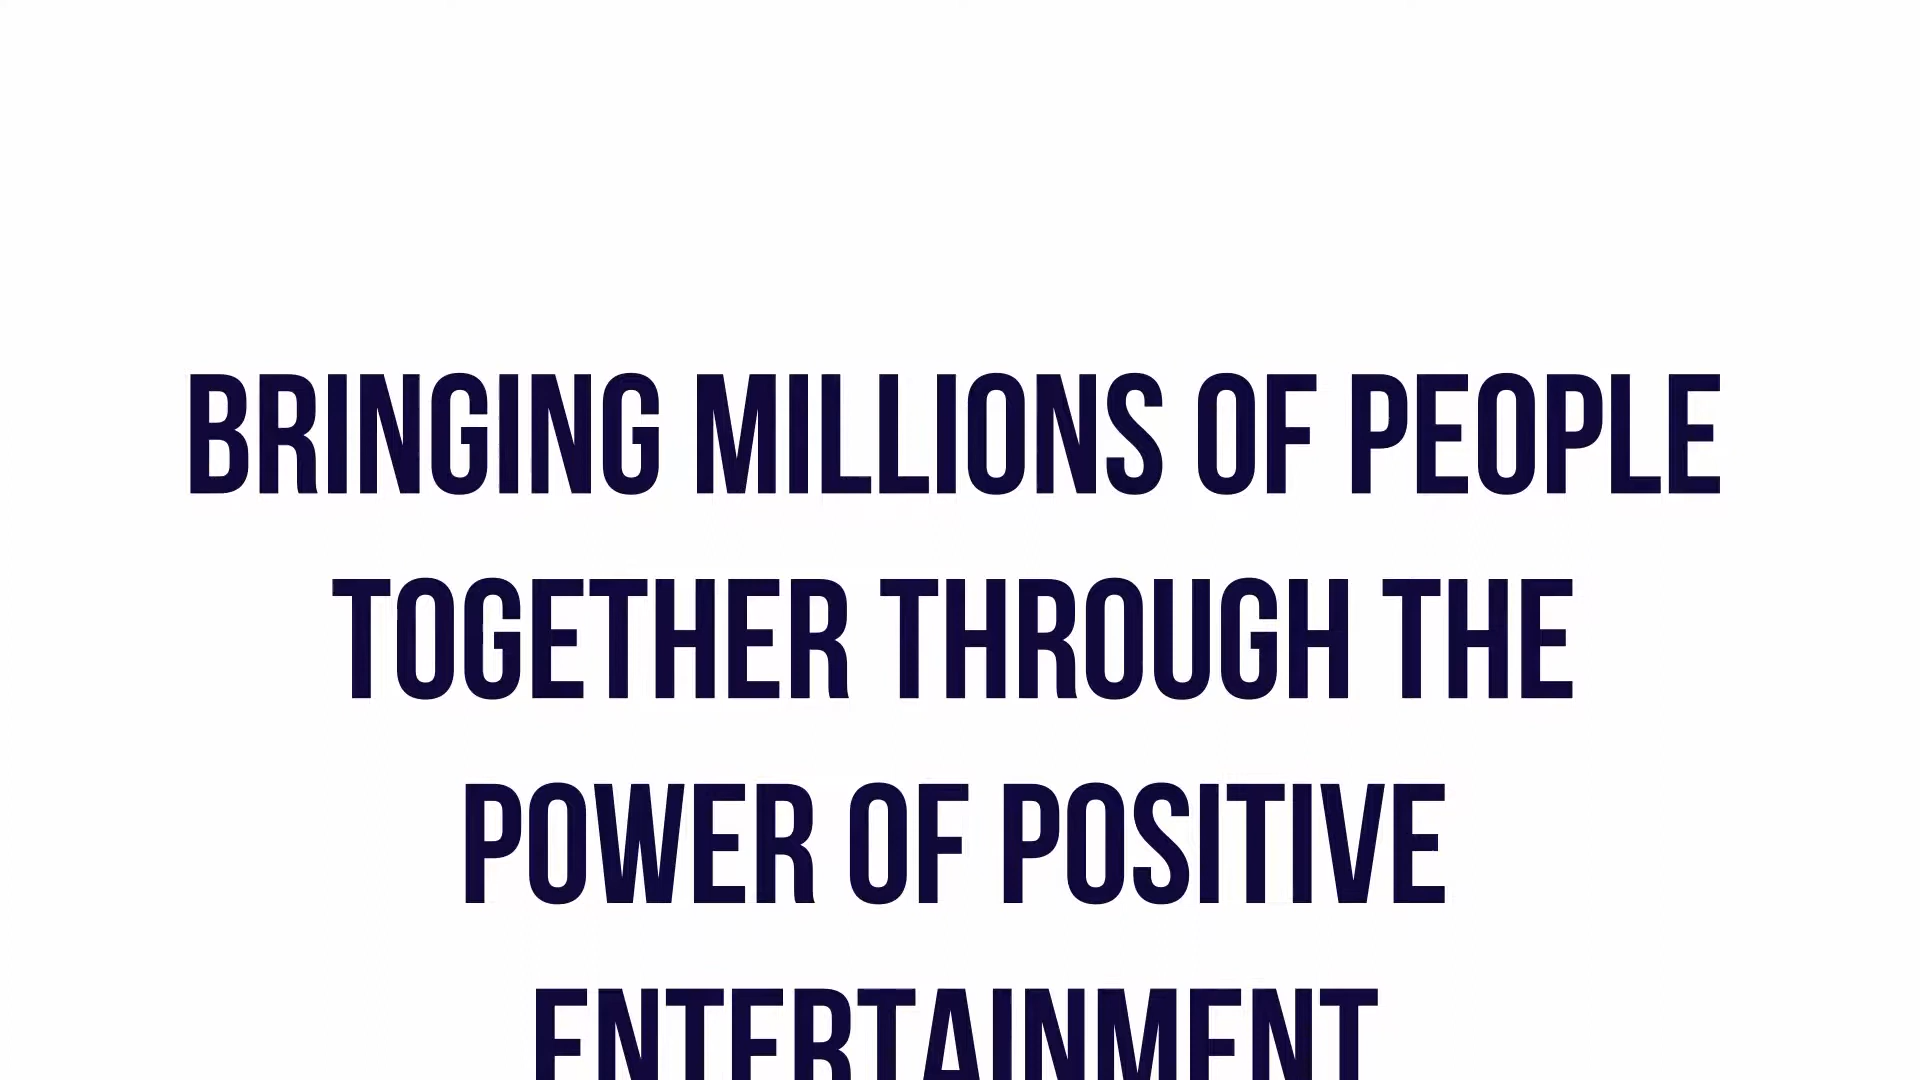 BRINGING MILLIONS OF PEOPLE
TOGETHER THROUGH THE
POWER OF POSITIVE
ENTERTAINMENT